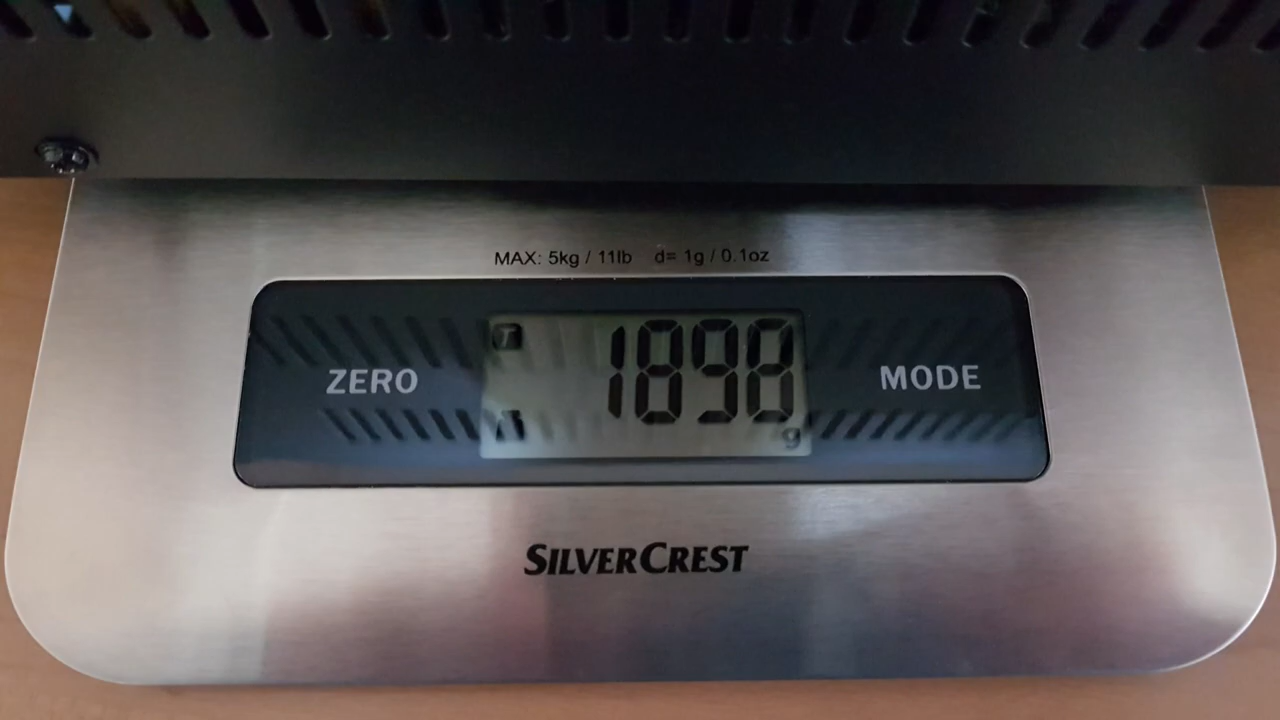 MAX: 5kg / 11lb d= 1g / 0.1oz
T
1898
g
ZERO
MODE
SILVERCREST